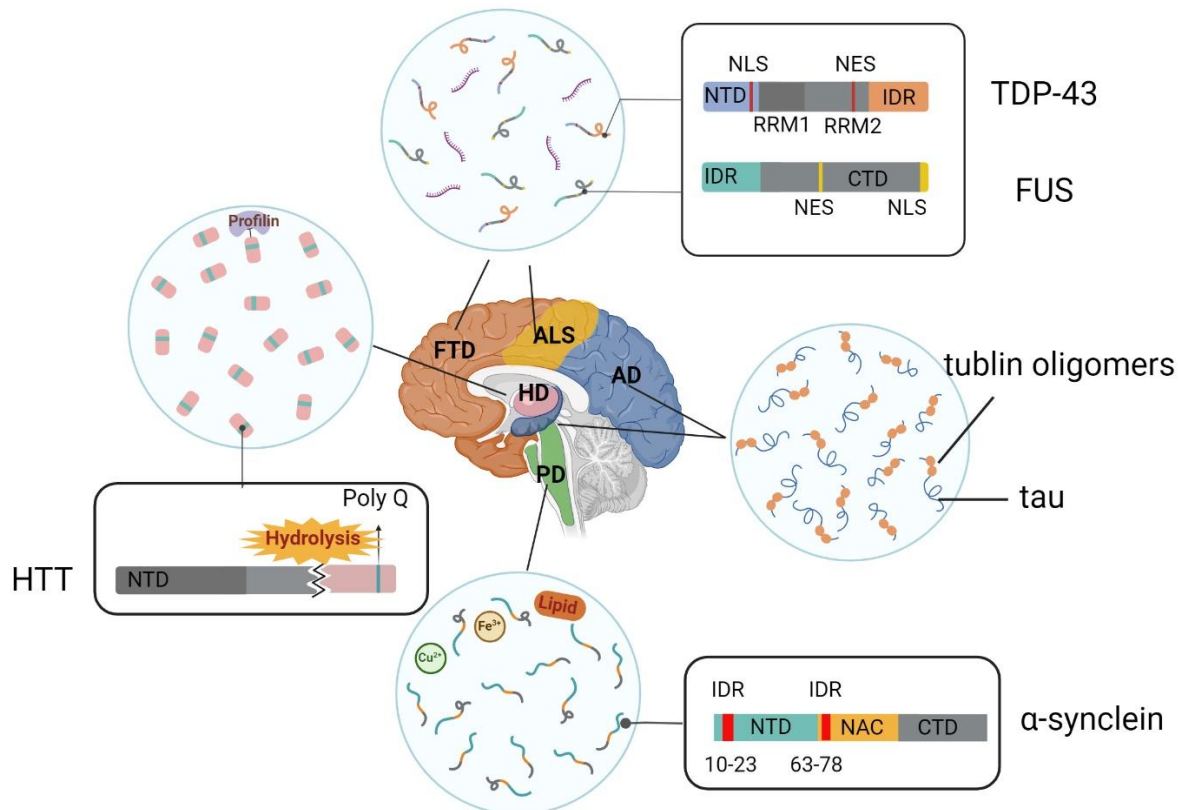 NLS
NES
NTD
IDR
RRM1
RRM2
TDP-43
IDR
CTD
NES
NLS
FUS
Profilin
FTD
ALS
AD
HD
PD
tublin oligomers
tau
Poly Q
Hydrolysis
NTD
HTT
Lipid
Fe³⁺
Cu²⁺
IDR
IDR
NTD
NAC
CTD
10-23
63-78
α-synclein